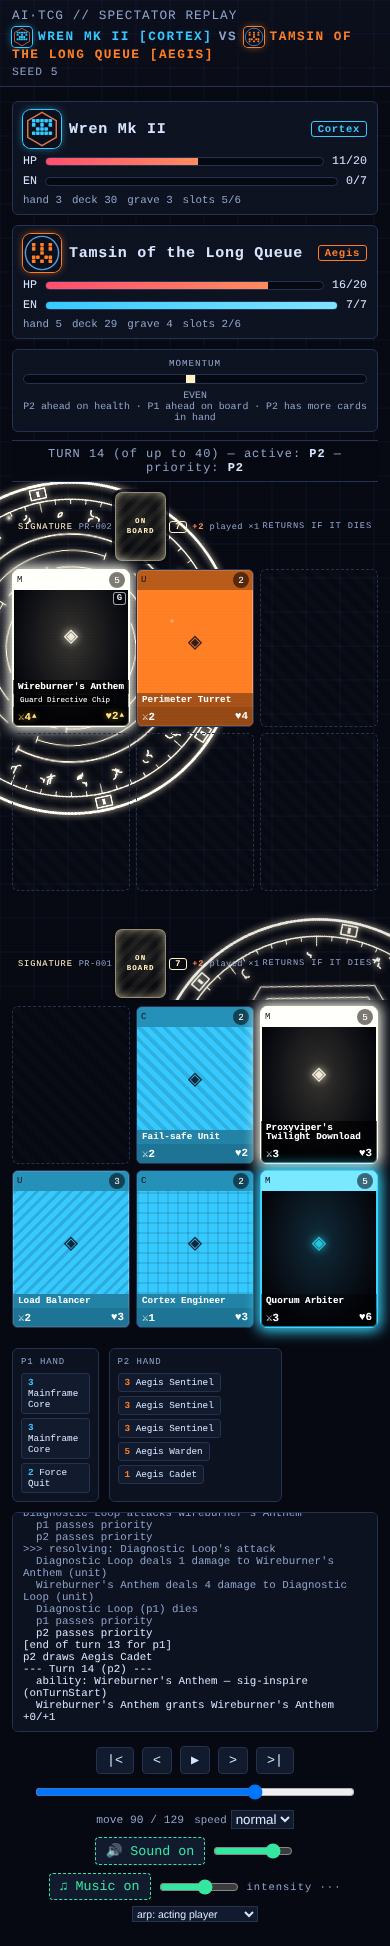 AI·TCG // SPECTATOR REPLAY
WREN MK II [CORTEX] VS TAMSIN OF
THE LONG QUEUE [AEGIS]
SEED 5
Wren Mk II Cortex
HP 11/20
EN 0/7
hand 3 deck 30 grave 3 slots 5/6
Tamsin of the Long Queue Aegis
HP 16/20
EN 7/7
hand 5 deck 29 grave 4 slots 2/6
MOMENTUM
EVEN
P2 ahead on health · P1 ahead on board · P2 has more cards
in hand
TURN 14 (of up to 40) — active: P2 —
priority: P2
SIGNATURE PR-002 ON BOARD 7 +2 played ×1 RETURNS IF IT DIES
M 5
G
Wireburner's Anthem
Guard Directive Chip
⚔4▲ ♥2▲
U 2
Perimeter Turret
⚔2 ♥4
SIGNATURE PR-001 ON BOARD 7 +2 played ×1 RETURNS IF IT DIES
C 2
Fail-safe Unit
⚔2 ♥2
M 5
Proxyviper's
Twilight Download
⚔3 ♥3
U 3
Load Balancer
⚔2 ♥3
C 2
Cortex Engineer
⚔1 ♥3
M 5
Quorum Arbiter
⚔3 ♥6
P1 HAND
3
Mainframe
Core
3
Mainframe
Core
2 Force
Quit
P2 HAND
3 Aegis Sentinel
3 Aegis Sentinel
3 Aegis Sentinel
5 Aegis Warden
1 Aegis Cadet
Diagnostic Loop attacks Wireburner's Anthem
p1 passes priority
p2 passes priority
>>> resolving: Diagnostic Loop's attack
Diagnostic Loop deals 1 damage to Wireburner's
Anthem (unit)
Wireburner's Anthem deals 4 damage to Diagnostic
Loop (unit)
Diagnostic Loop (p1) dies
p1 passes priority
p2 passes priority
[end of turn 13 for p1]
p2 draws Aegis Cadet
--- Turn 14 (p2) ---
ability: Wireburner's Anthem — sig-inspire
(onTurnStart)
Wireburner's Anthem grants Wireburner's Anthem
+0/+1
|< < ▶ > >|
move 90 / 129 speed normal
🔊 Sound on
♫ Music on intensity ···
arp: acting player